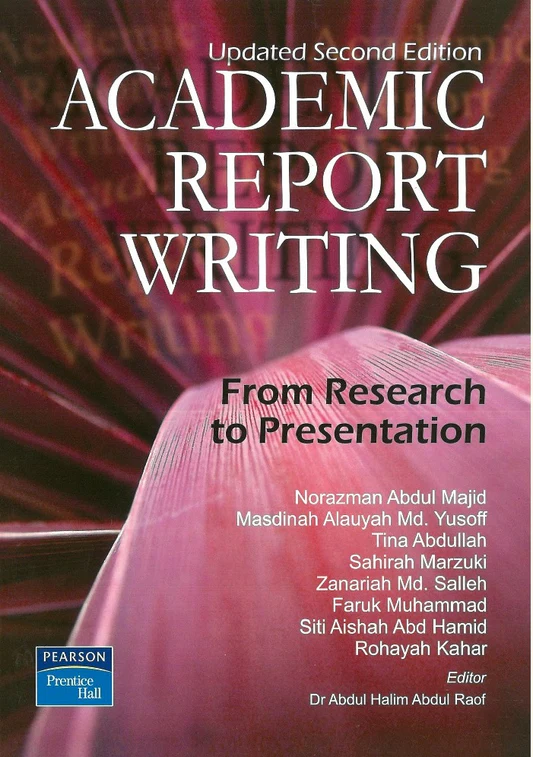 Updated Second Edition
ACADEMIC
REPORT
WRITING
From Research
to Presentation
Norazman Abdul Majid
Masdinah Alauyah Md. Yusoff
Tina Abdullah
Sahirah Marzuki
Zanariah Md. Salleh
Faruk Muhammad
Siti Aishah Abd Hamid
Rohayah Kahar
Editor
Dr Abdul Halim Abdul Raof
PEARSON
Prentice
Hall